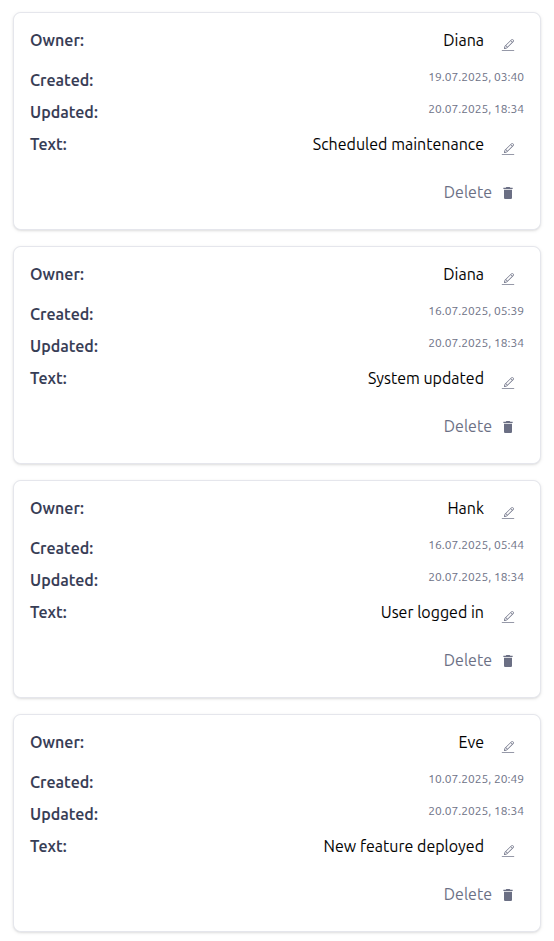 Owner: Diana
Created: 19.07.2025, 03:40
Updated: 20.07.2025, 18:34
Text: Scheduled maintenance
Delete
Owner: Diana
Created: 16.07.2025, 05:39
Updated: 20.07.2025, 18:34
Text: System updated
Delete
Owner: Hank
Created: 16.07.2025, 05:44
Updated: 20.07.2025, 18:34
Text: User logged in
Delete
Owner: Eve
Created: 10.07.2025, 20:49
Updated: 20.07.2025, 18:34
Text: New feature deployed
Delete